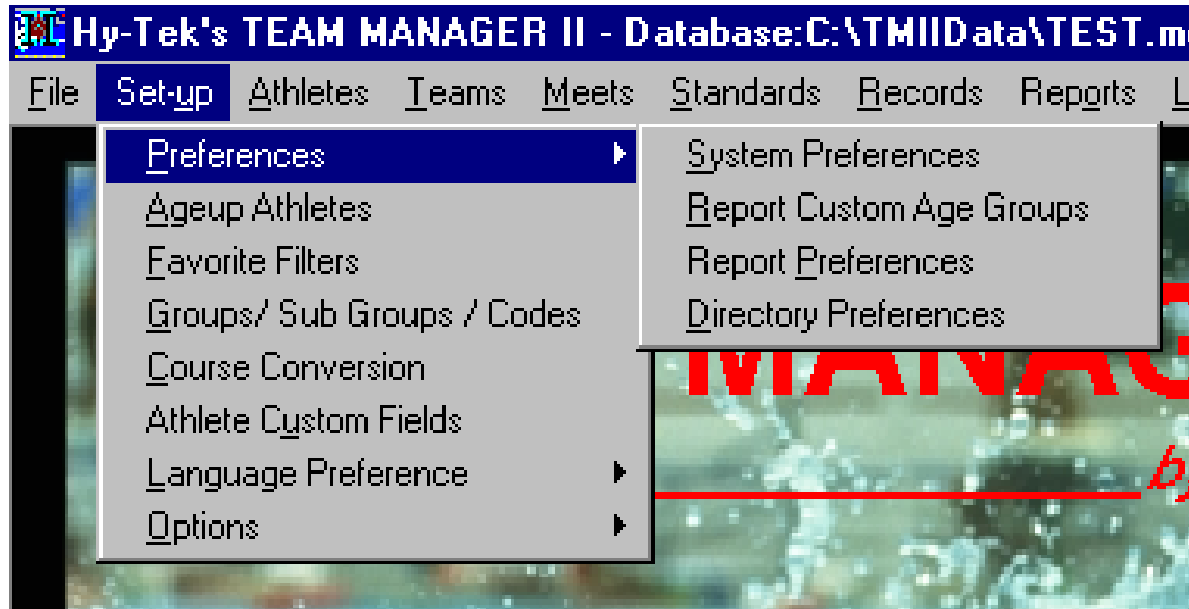 Hy-Tek's TEAM MANAGER II - Database:C:\TMIIData\TEST.m
File Set-up Athletes Teams Meets Standards Records Reports L
Preferences
Ageup Athletes
Favorite Filters
Groups/ Sub Groups / Codes
Course Conversion
Athlete Custom Fields
Language Preference
Options
System Preferences
Report Custom Age Groups
Report Preferences
Directory Preferences
MANAG
by